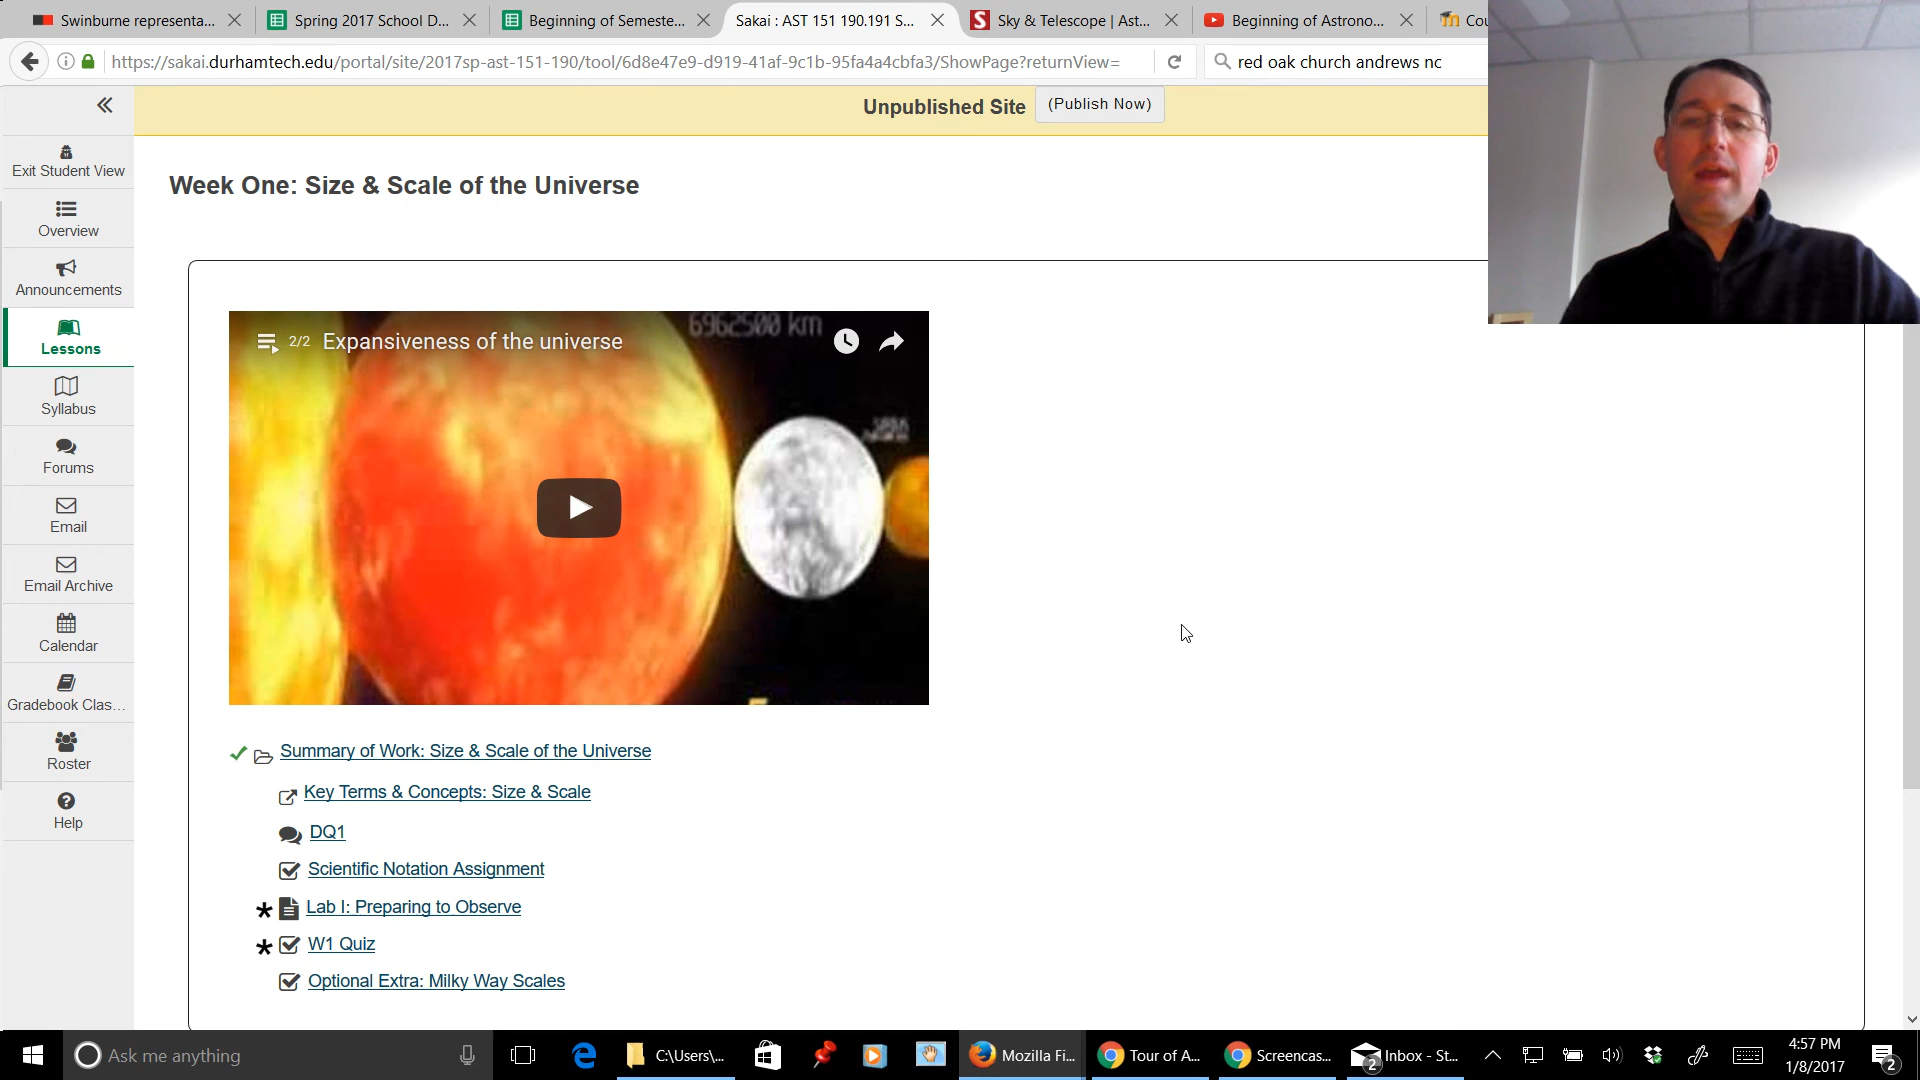 Swinburne representa...
Spring 2017 School D...
Beginning of Semeste...
Sakai : AST 151 190.191 S...
Sky & Telescope | Ast...
Beginning of Astrono...
Cou
https://sakai.durhamtech.edu/portal/site/2017sp-ast-151-190/tool/6d8e47e9-d919-41af-9c1b-95fa4a4cbfa3/ShowPage?returnView=
red oak church andrews nc
Unpublished Site
(Publish Now)
Exit Student View
Overview
Announcements
Lessons
Syllabus
Forums
Email
Email Archive
Calendar
Gradebook Clas...
Roster
Help
Week One: Size & Scale of the Universe
6962500 km
2/2 Expansiveness of the universe
Summary of Work: Size & Scale of the Universe
Key Terms & Concepts: Size & Scale
DQ1
Scientific Notation Assignment
Lab I: Preparing to Observe
W1 Quiz
Optional Extra: Milky Way Scales
Ask me anything
C:\Users\...
Mozilla Fi...
Tour of A...
Screencas...
2
Inbox - St...
4:57 PM
1/8/2017
2